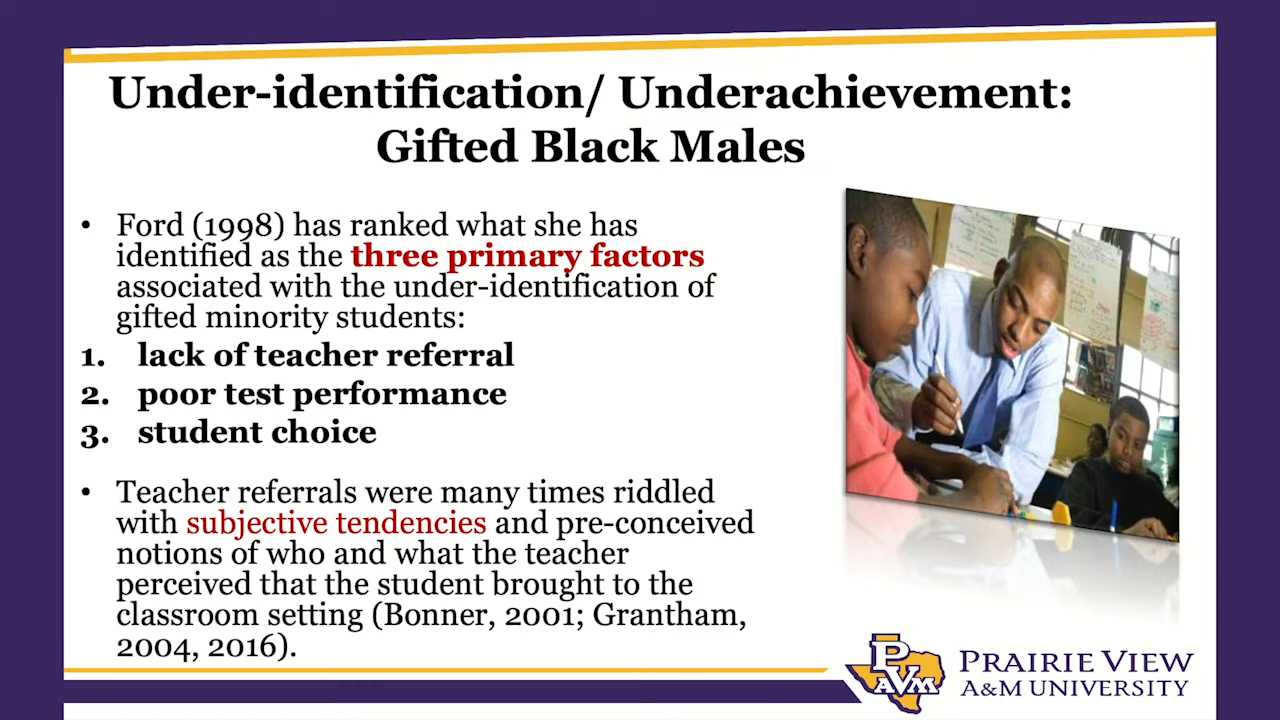 Under-identification/ Underachievement:
Gifted Black Males
• Ford (1998) has ranked what she has
identified as the three primary factors
associated with the under-identification of
gifted minority students:
1. lack of teacher referral
2. poor test performance
3. student choice
• Teacher referrals were many times riddled
with subjective tendencies and pre-conceived
notions of who and what the teacher
perceived that the student brought to the
classroom setting (Bonner, 2001; Grantham,
2004, 2016).
PVAMU
PRAIRIE VIEW
A&M UNIVERSITY